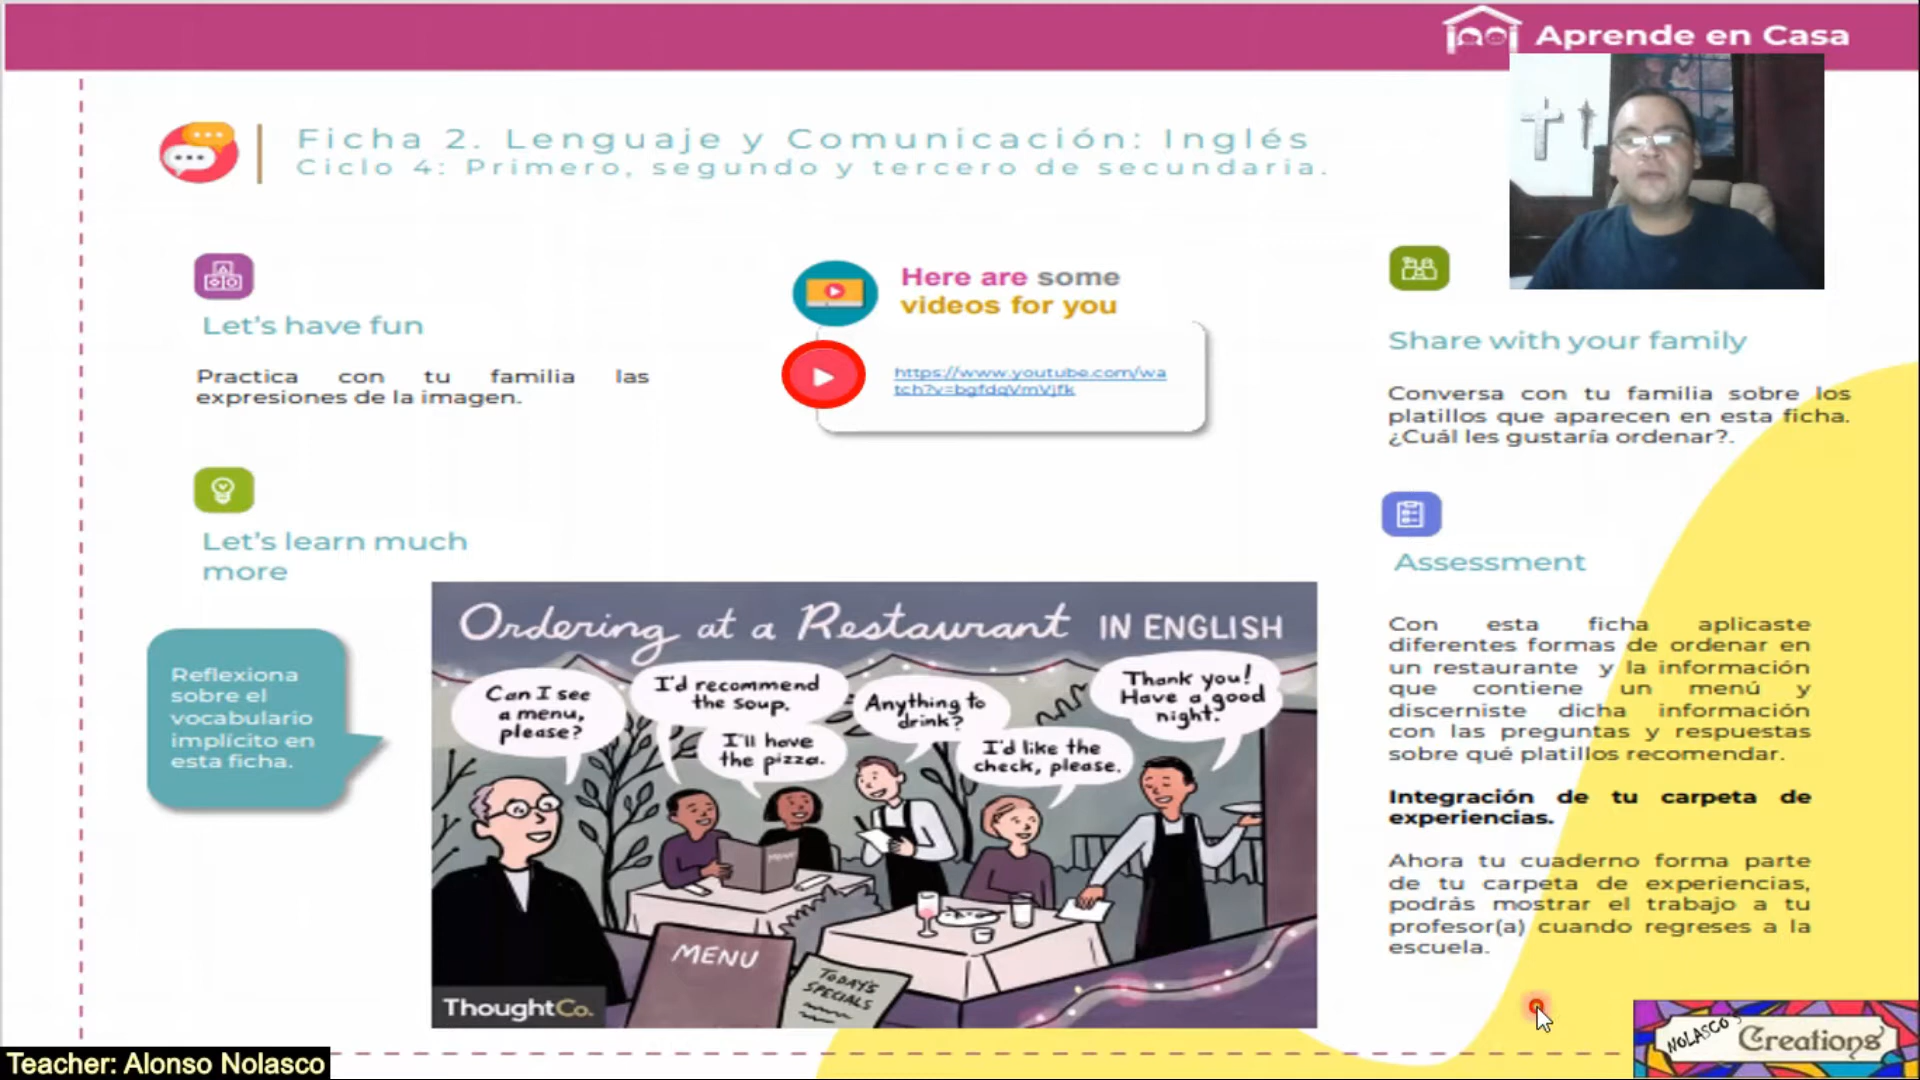 Aprende en Casa
Ficha 2. Lenguaje y Comunicación: Inglés
Ciclo 4: Primero, segundo y tercero de secundaria.
Let's have fun
Practica con tu familia las
expresiones de la imagen.
Let's learn much
more
Reflexiona
sobre el
vocabulario
implícito en
esta ficha.
Here are some
videos for you
https://www.youtube.com/wa
tch?v=bgfdqVmVjfk
Ordering at a Restaurant IN ENGLISH
Can I see
a menu,
please?
I'd recommend
the soup.
I'll have
the pizza.
Anything to
drink?
I'd like the
check, please.
Thank you!
Have a good
night.
MENU
MENU
TODAY'S
SPECIALS
ThoughtCo.
Share with your family
Conversa con tu familia sobre los
platillos que aparecen en esta ficha.
¿Cuál les gustaría ordenar?.
Assessment
Con esta ficha aplicaste
diferentes formas de ordenar en
un restaurante y la información
que contiene un menú y
discerniste dicha información
con las preguntas y respuestas
sobre qué platillos recomendar.
Integración de tu carpeta de
experiencias.
Ahora tu cuaderno forma parte
de tu carpeta de experiencias,
podrás mostrar el trabajo a tu
profesor(a) cuando regreses a la
escuela.
Teacher: Alonso Nolasco
NOLASCO'S
Creations